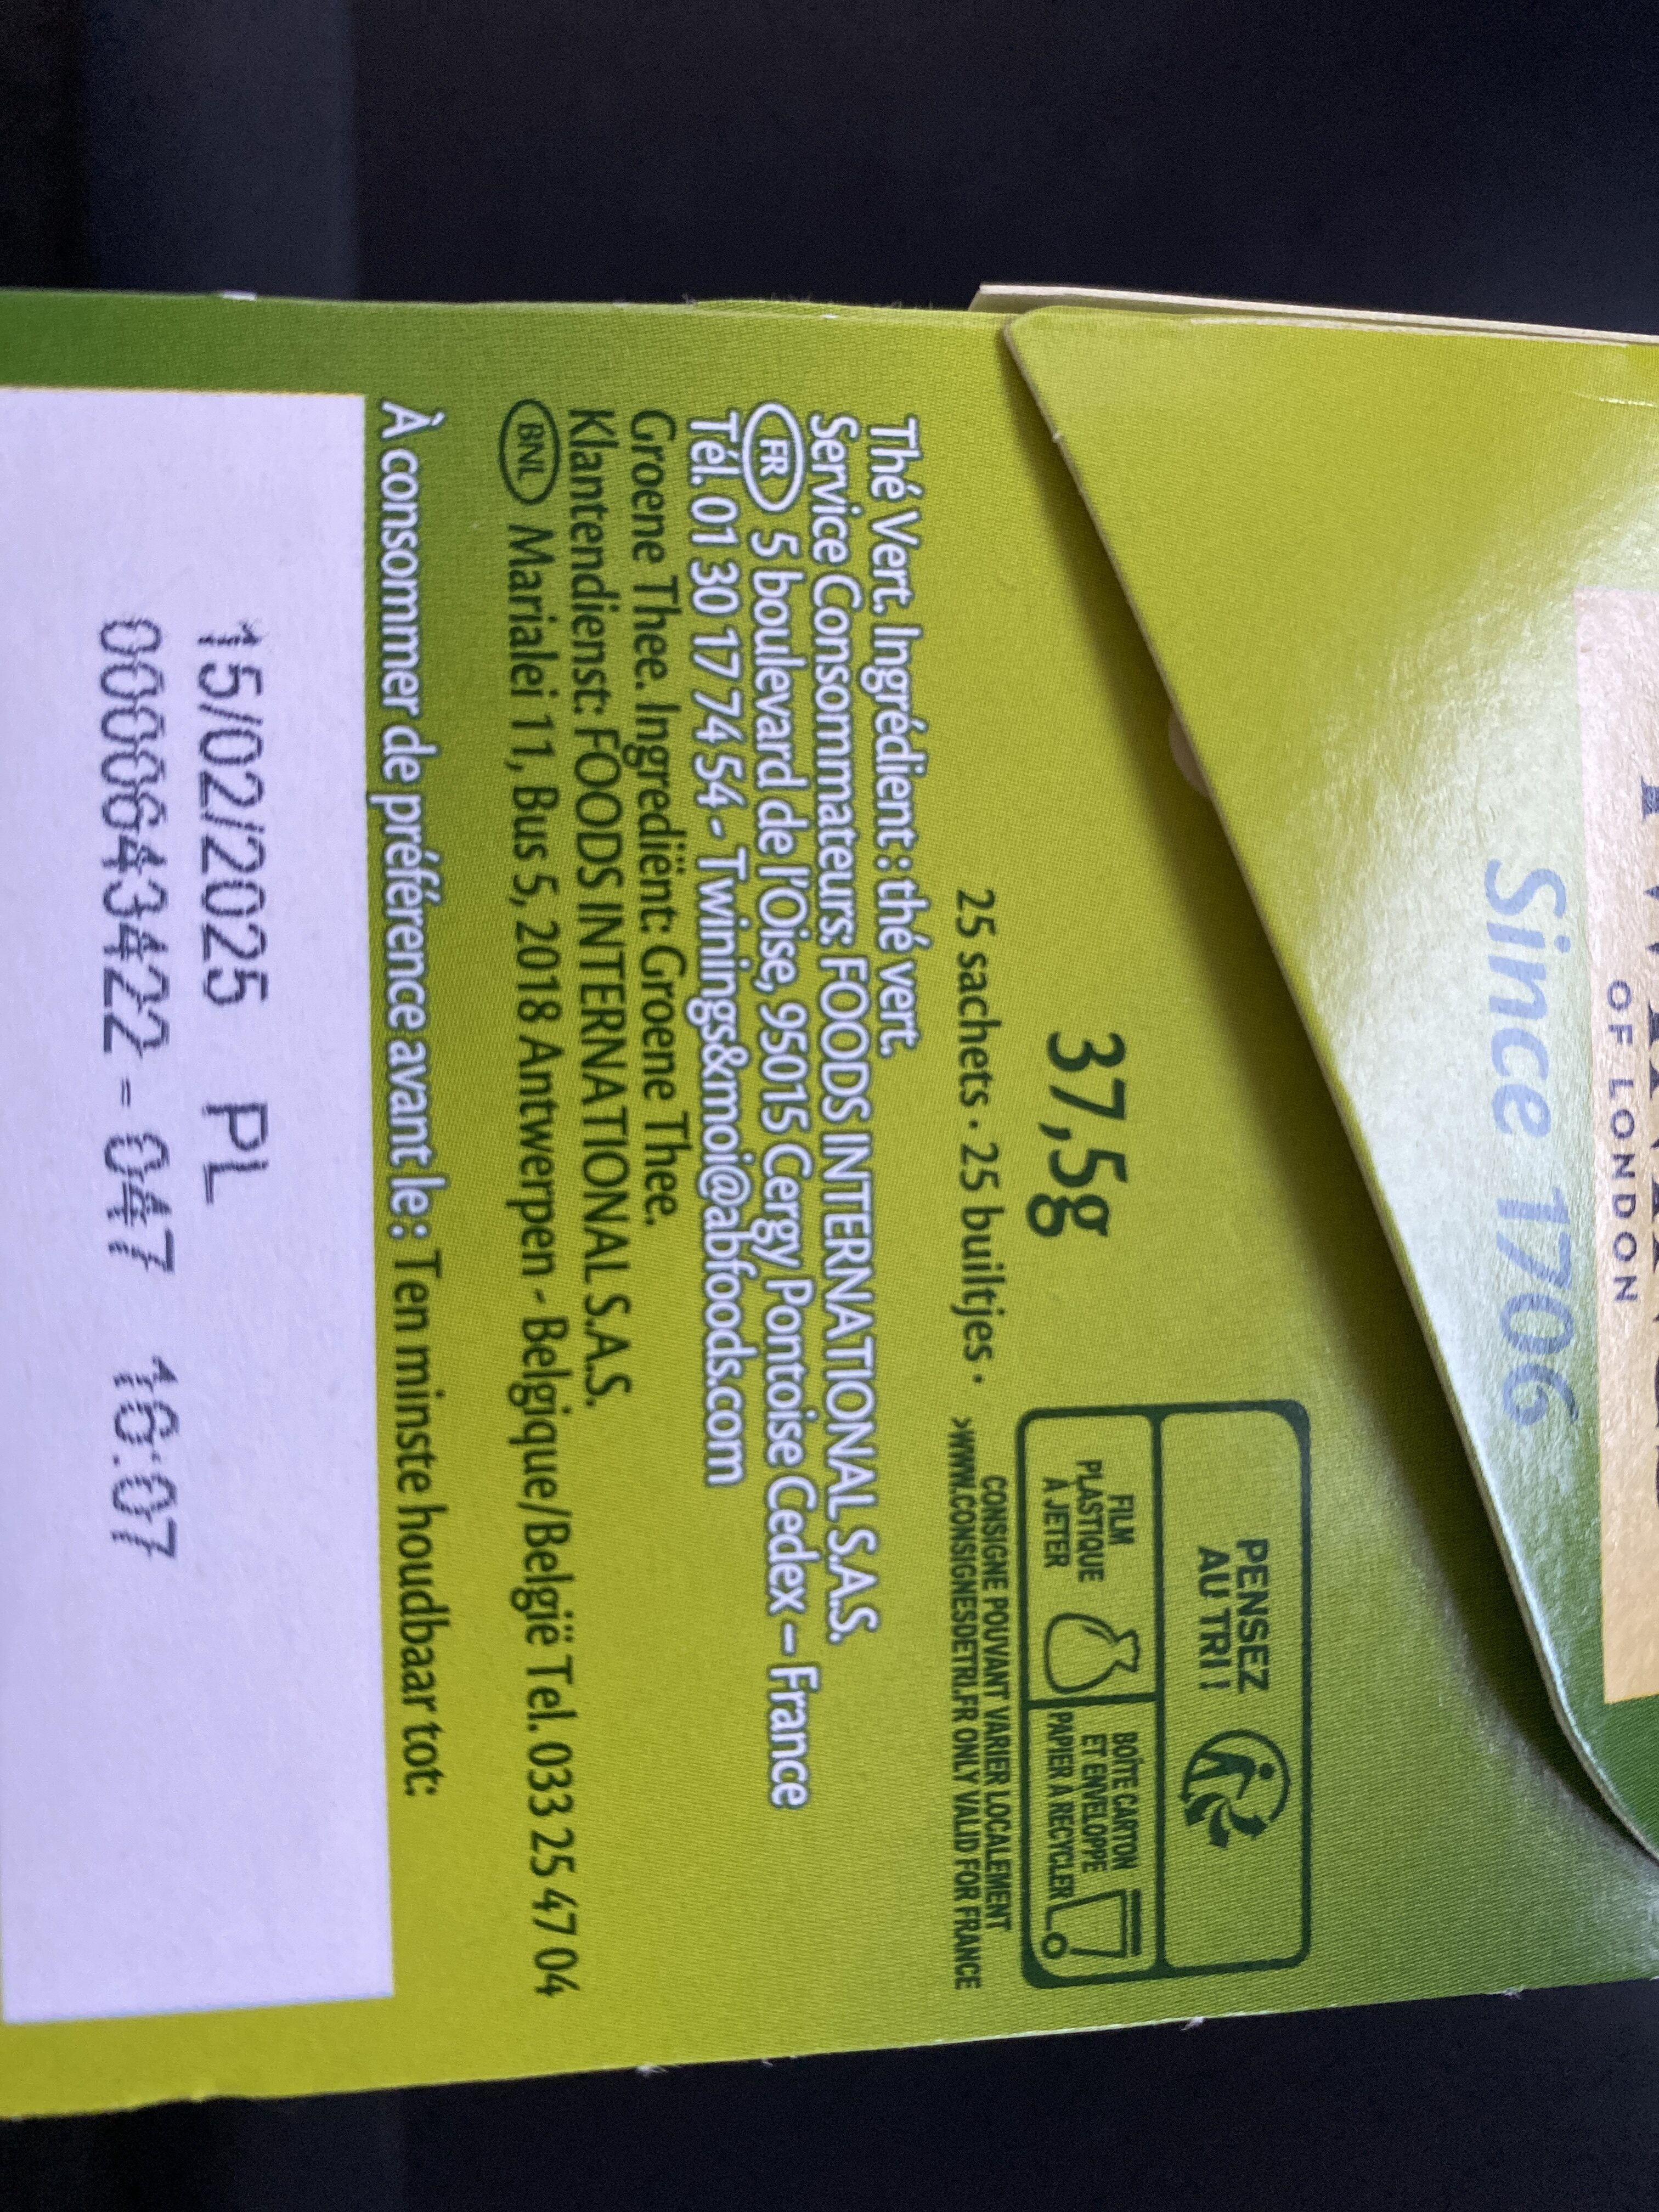 OF LONDON
Since 1706
PENSEZ
AU TRI !
FILM
PLASTIQUE
À JETER
BOÎTE CARTON
ET ENVELOPPE
PAPIER À RECYCLER
CONSIGNE POUVANT VARIER LOCALEMENT
>WWW.CONSIGNESDETRI.FR ONLY VALID FOR FRANCE
37,5g
25 sachets · 25 builtjes ·
Thé Vert. Ingrédient : thé vert.
Service Consommateurs: FOODS INTERNATIONAL S.A.S.
FR 5 boulevard de l'Oise, 95015 Cergy Pontoise Cedex – France
Tél. 01 30 17 74 54 - Twinings&moi@abfoods.com
Groene Thee. Ingrediënt: Groene Thee.
Klantendienst: FOODS INTERNATIONAL S.A.S.
BNL Marialei 11, Bus 5, 2018 Antwerpen - Belgique/België Tel. 033 25 47 04
À consommer de préférence avant le : Ten minste houdbaar tot:
15/02/2025 PL
0000643422 - 047 16:07